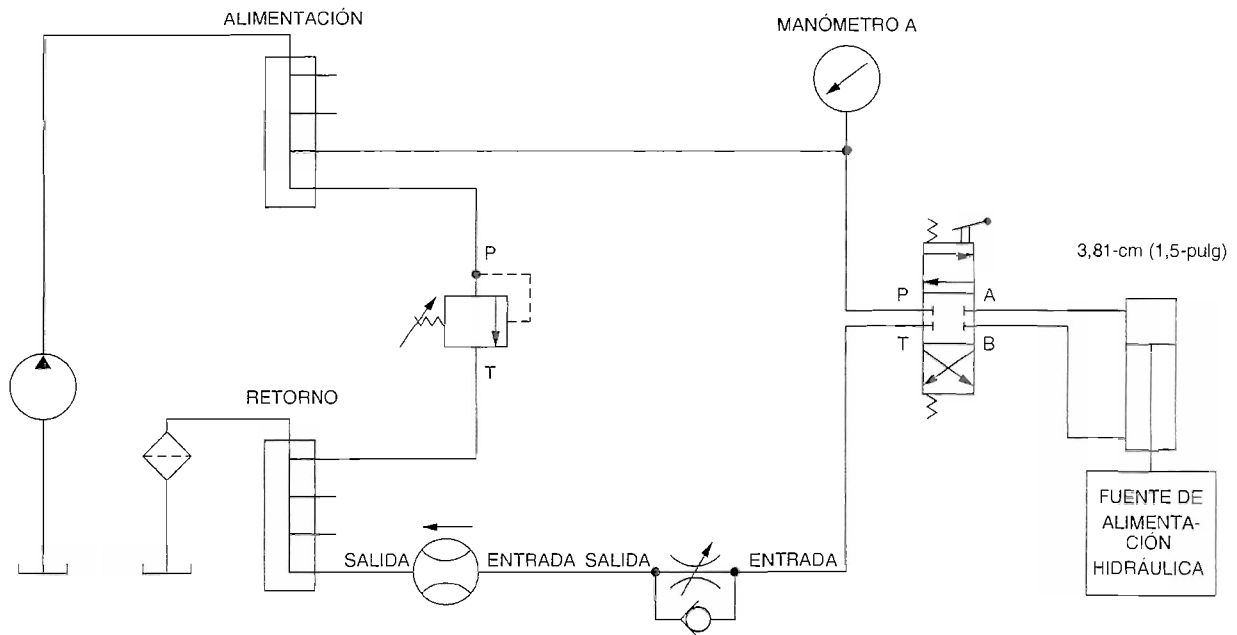 ALIMENTACIÓN
MANÓMETRO A
3,81-cm (1,5-pulg)
P
P A
T B
T
RETORNO
SALIDA ENTRADA SALIDA ENTRADA
FUENTE DE
ALIMENTA-
CIÓN
HIDRÁULICA